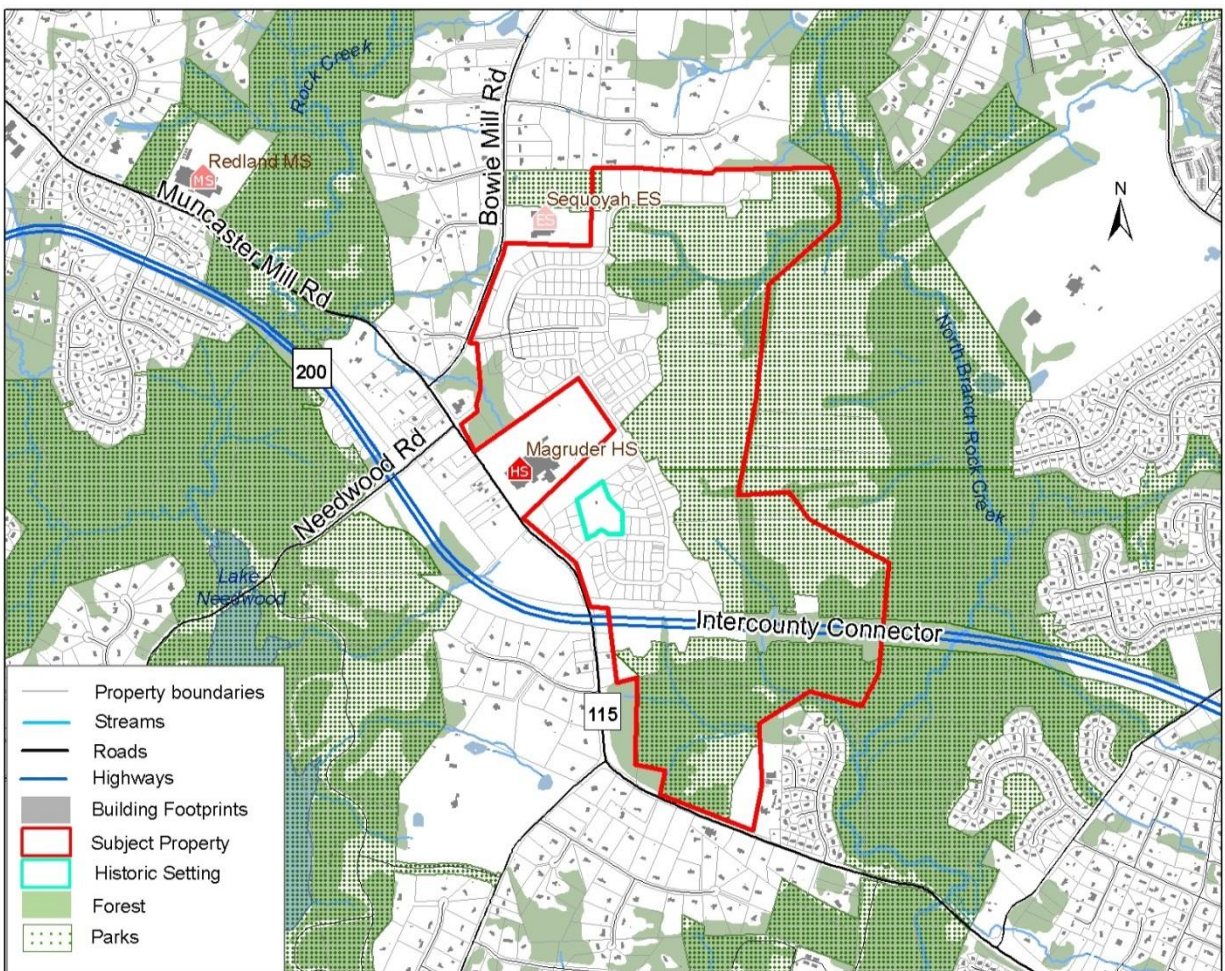 Rock Creek
Redland MS
MS
Muncaster Mill Rd
Bowie Mill Rd
Sequoyah ES
ES
N
200
North Branch Rock Creek
Needwood Rd
Magruder HS
HS
Lake
Needwood
Intercounty Connector
115
Property boundaries
Streams
Roads
Highways
Building Footprints
Subject Property
Historic Setting
Forest
Parks